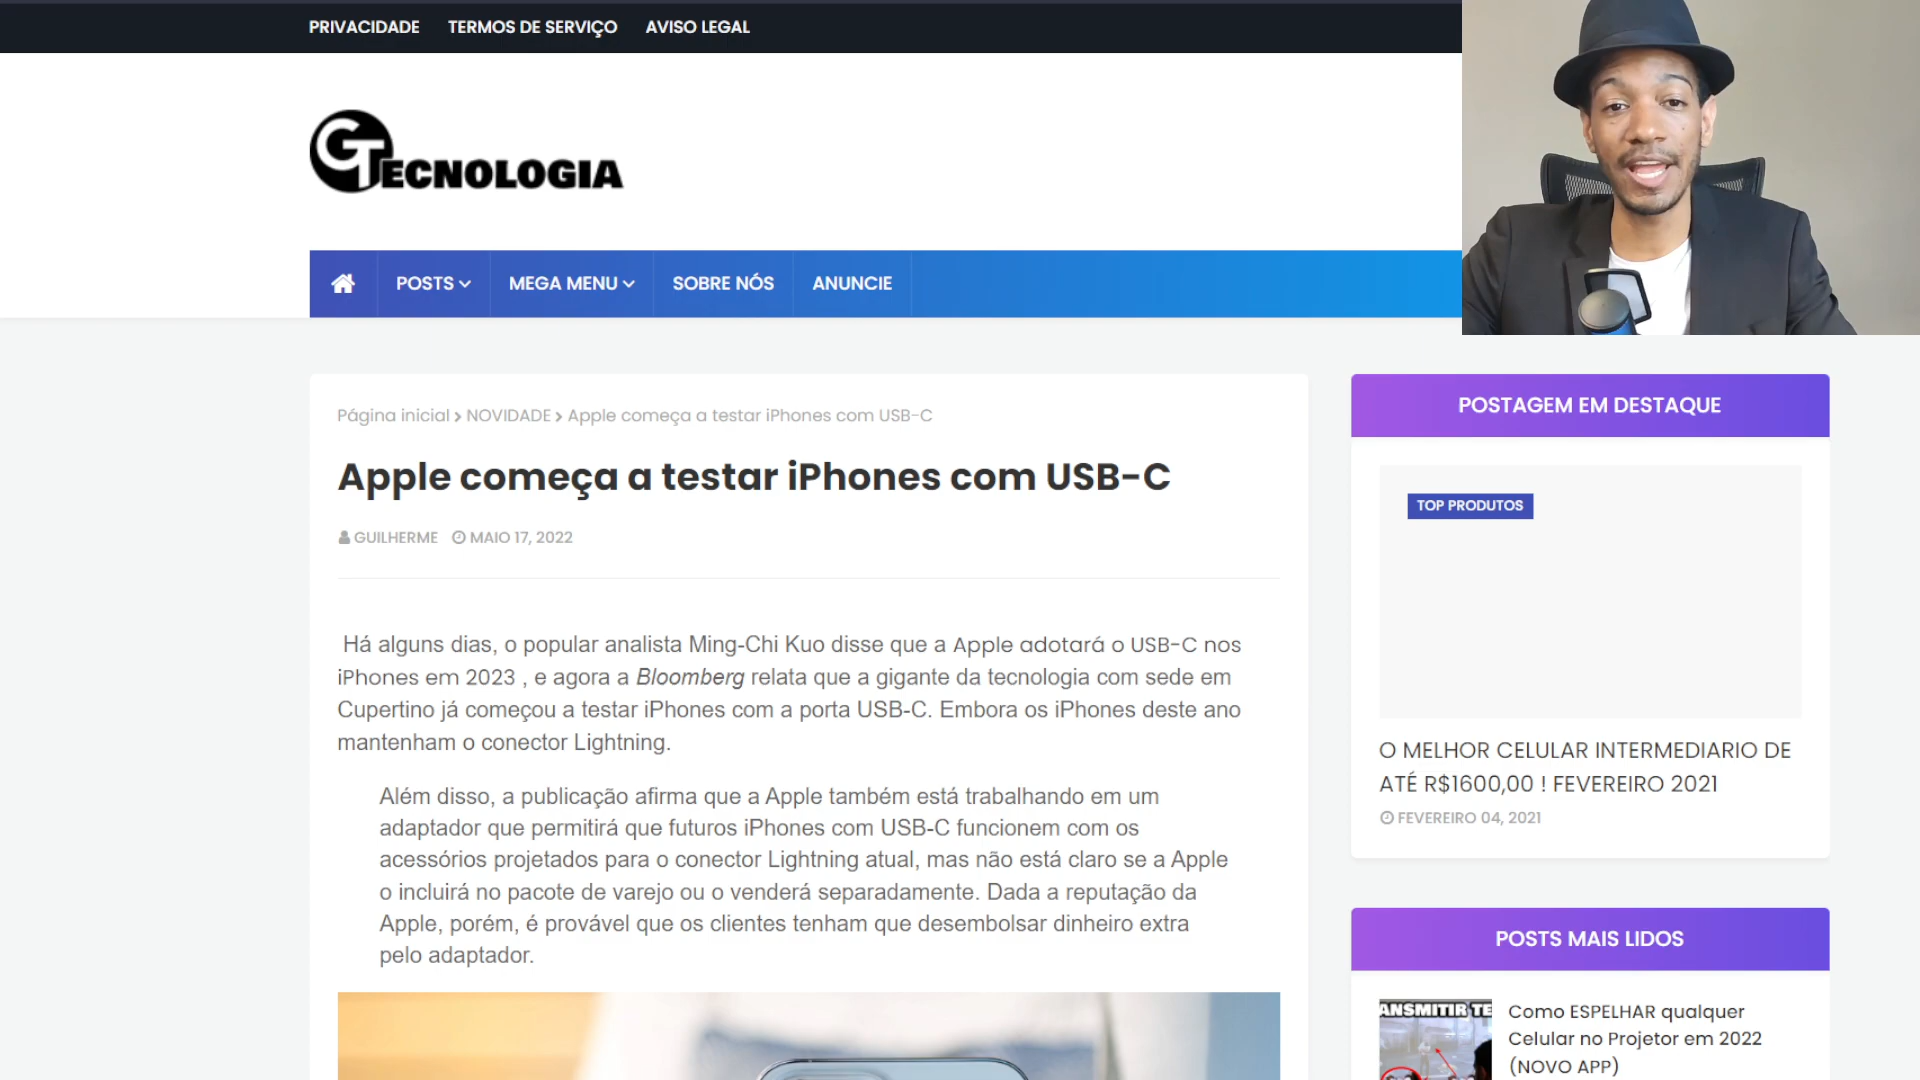 PRIVACIDADE TERMOS DE SERVIÇO AVISO LEGAL
GTECNOLOGIA
POSTS MEGA MENU SOBRE NÓS ANUNCIE
Página inicial > NOVIDADE > Apple começa a testar iPhones com USB-C
Apple começa a testar iPhones com USB-C
GUILHERME MAIO 17, 2022
Há alguns dias, o popular analista Ming-Chi Kuo disse que a Apple adotará o USB-C nos
iPhones em 2023 , e agora a Bloomberg relata que a gigante da tecnologia com sede em
Cupertino já começou a testar iPhones com a porta USB-C. Embora os iPhones deste ano
mantenham o conector Lightning.
Além disso, a publicação afirma que a Apple também está trabalhando em um
adaptador que permitirá que futuros iPhones com USB-C funcionem com os
acessórios projetados para o conector Lightning atual, mas não está claro se a Apple
o incluirá no pacote de varejo ou o venderá separadamente. Dada a reputação da
Apple, porém, é provável que os clientes tenham que desembolsar dinheiro extra
pelo adaptador.
POSTAGEM EM DESTAQUE
TOP PRODUTOS
O MELHOR CELULAR INTERMEDIARIO DE
ATÉ R$1600,00 ! FEVEREIRO 2021
FEVEREIRO 04, 2021
POSTS MAIS LIDOS
ANSMITIR TE
Como ESPELHAR qualquer
Celular no Projetor em 2022
(NOVO APP)